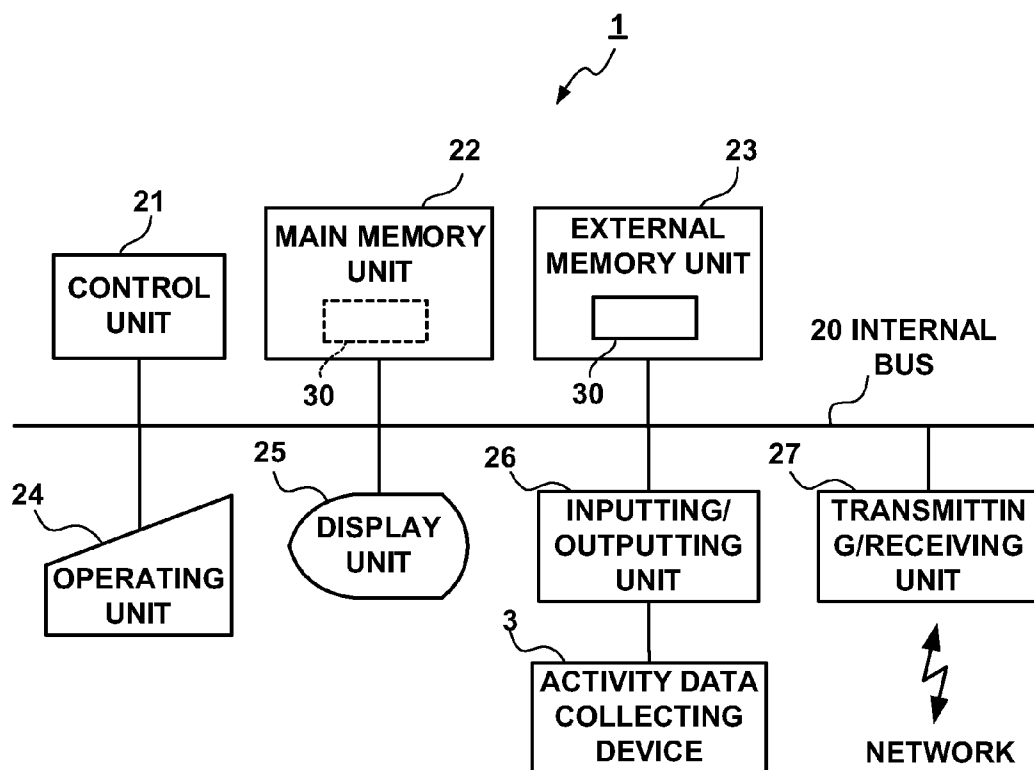 1
22
23
21
MAIN MEMORY
UNIT
EXTERNAL
MEMORY UNIT
CONTROL
UNIT
20 INTERNAL
BUS
30
30
25
26
27
24
DISPLAY
UNIT
INPUTTING/
OUTPUTTING
UNIT
TRANSMITTIN
G/RECEIVING
UNIT
OPERATING
UNIT
3
ACTIVITY DATA
COLLECTING
DEVICE
NETWORK